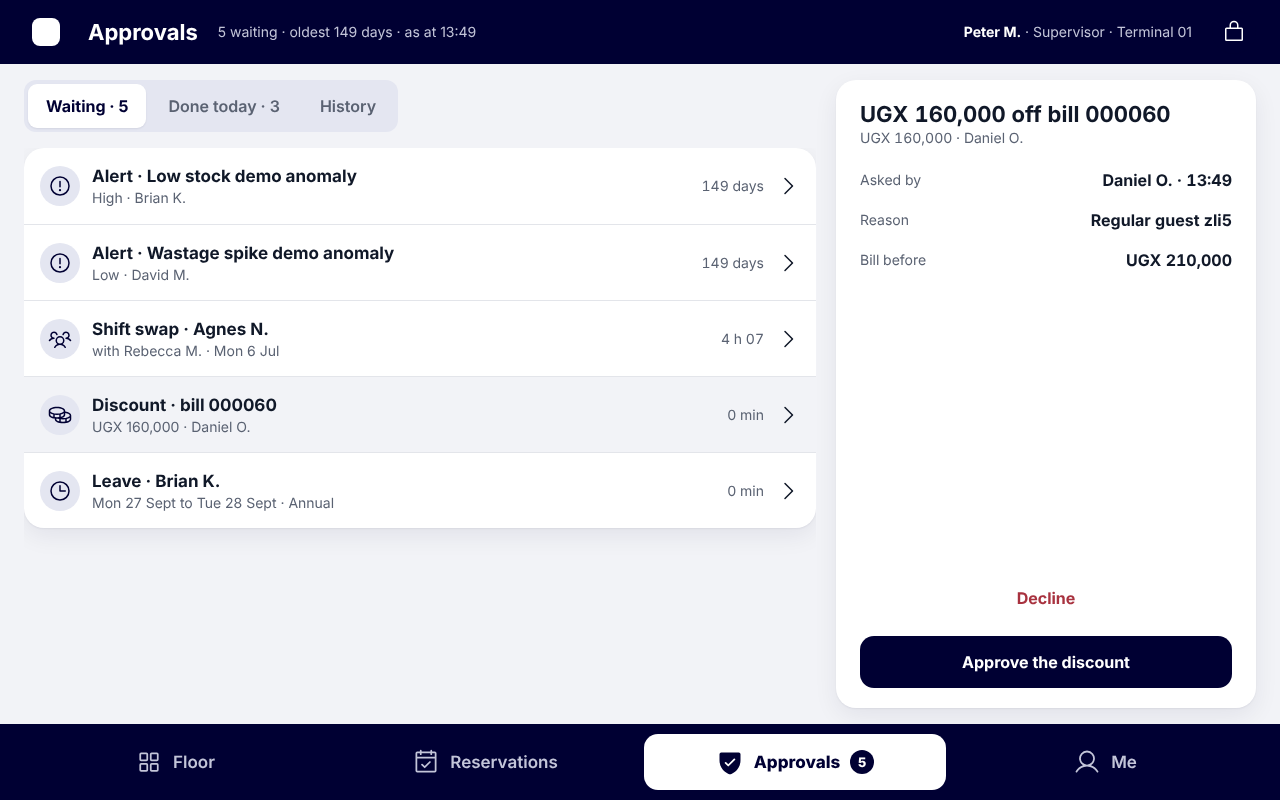 Approvals
5 waiting · oldest 149 days · as at 13:49
Peter M. · Supervisor · Terminal 01
Waiting · 5
Done today · 3
History
Alert · Low stock demo anomaly
High · Brian K.
149 days
Alert · Wastage spike demo anomaly
Low · David M.
149 days
Shift swap · Agnes N.
with Rebecca M. · Mon 6 Jul
4 h 07
Discount · bill 000060
UGX 160,000 · Daniel O.
0 min
Leave · Brian K.
Mon 27 Sept to Tue 28 Sept · Annual
0 min
UGX 160,000 off bill 000060
UGX 160,000 · Daniel O.
Asked by
Daniel O. · 13:49
Reason
Regular guest zli5
Bill before
UGX 210,000
Decline
Approve the discount
Floor
Reservations
Approvals 5
Me